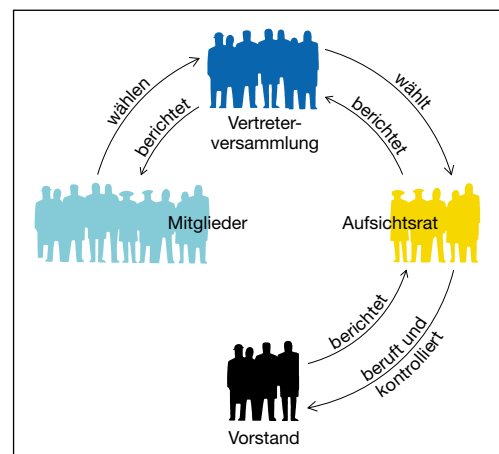 wählen
berichtet
Vertreter-
versammlung
wählt
berichtet
Mitglieder
Aufsichtsrat
berichtet
beruft und
kontrolliert
Vorstand